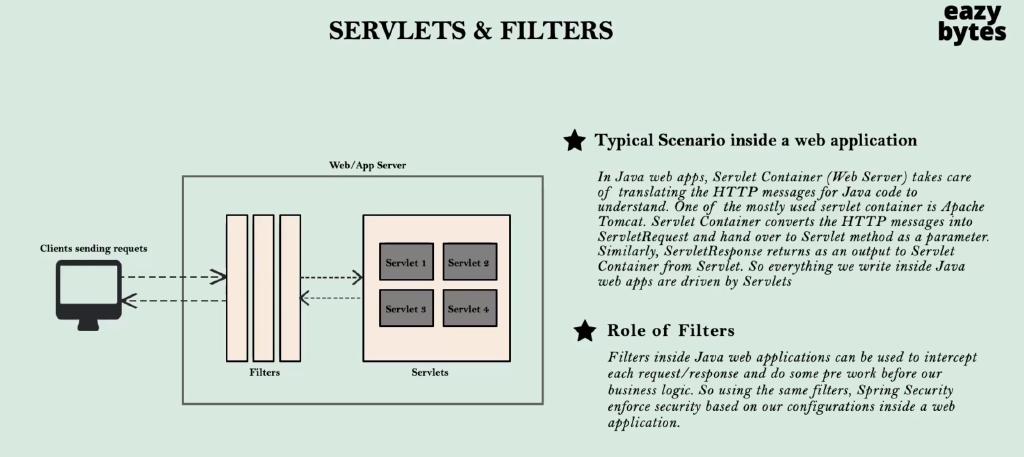 SERVLETS & FILTERS
eazy
bytes
Web/App Server
Clients sending requets
Servlet 1
Servlet 2
Servlet 3
Servlet 4
Filters
Servlets
Typical Scenario inside a web application
In Java web apps, Servlet Container (Web Server) takes care
of translating the HTTP messages for Java code to
understand. One of the mostly used servlet container is Apache
Tomcat. Servlet Container converts the HTTP messages into
ServletRequest and hand over to Servlet method as a parameter.
Similarly, ServletResponse returns as an output to Servlet
Container from Servlet. So everything we write inside Java
web apps are driven by Servlets
Role of Filters
Filters inside Java web applications can be used to intercept
each request/response and do some pre work before our
business logic. So using the same filters, Spring Security
enforce security based on our configurations inside a web
application.